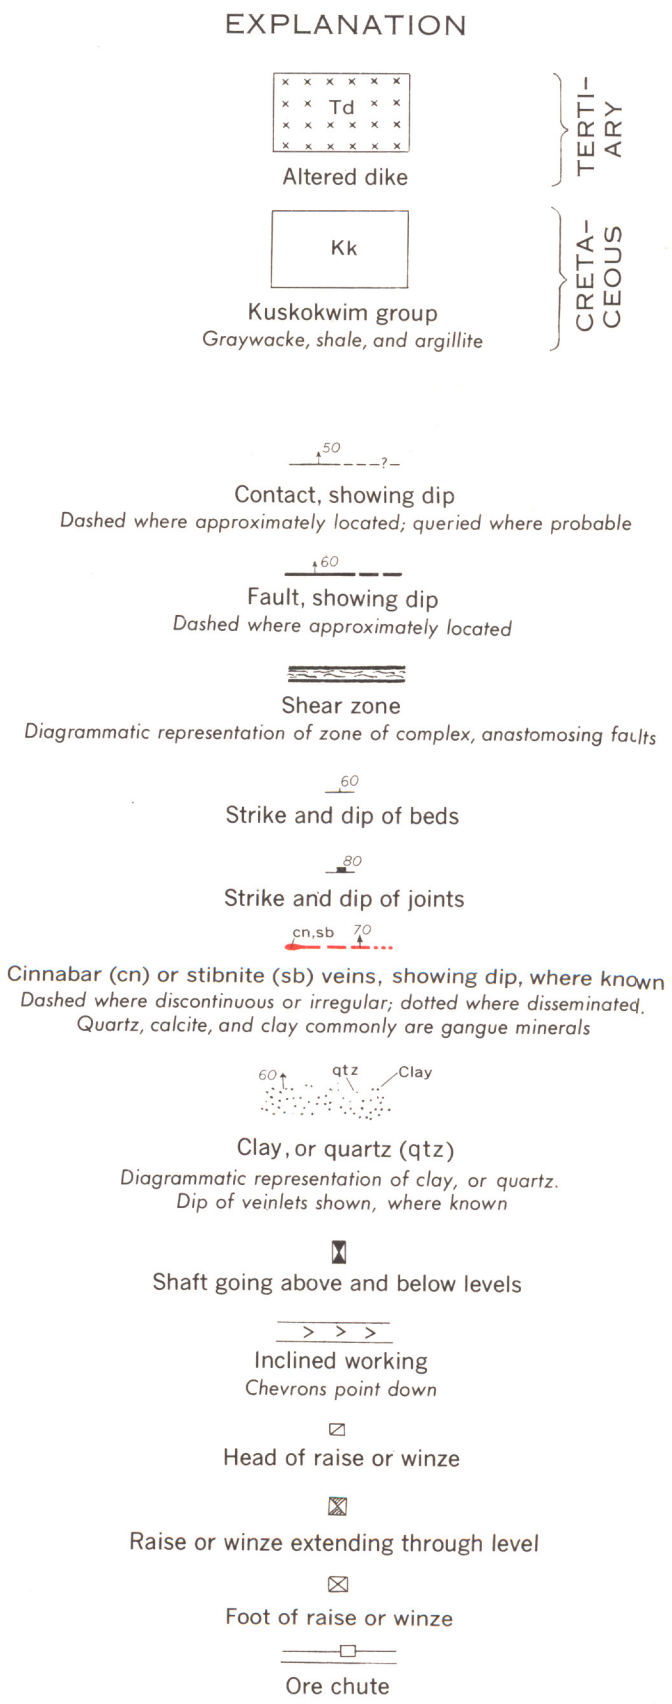 EXPLANATION
Td
Altered dike
TERTI-
ARY
Kk
Kuskokwim group
Graywacke, shale, and argillite
CRETA-
CEOUS
50
?
Contact, showing dip
Dashed where approximately located; queried where probable
60
Fault, showing dip
Dashed where approximately located
Shear zone
Diagrammatic representation of zone of complex, anastomosing faults
60
Strike and dip of beds
80
Strike and dip of joints
cn,sb 70
Cinnabar (cn) or stibnite (sb) veins, showing dip, where known
Dashed where discontinuous or irregular; dotted where disseminated.
Quartz, calcite, and clay commonly are gangue minerals
60 qtz Clay
Clay, or quartz (qtz)
Diagrammatic representation of clay, or quartz.
Dip of veinlets shown, where known
Shaft going above and below levels
Inclined working
Chevrons point down
Head of raise or winze
Raise or winze extending through level
Foot of raise or winze
Ore chute